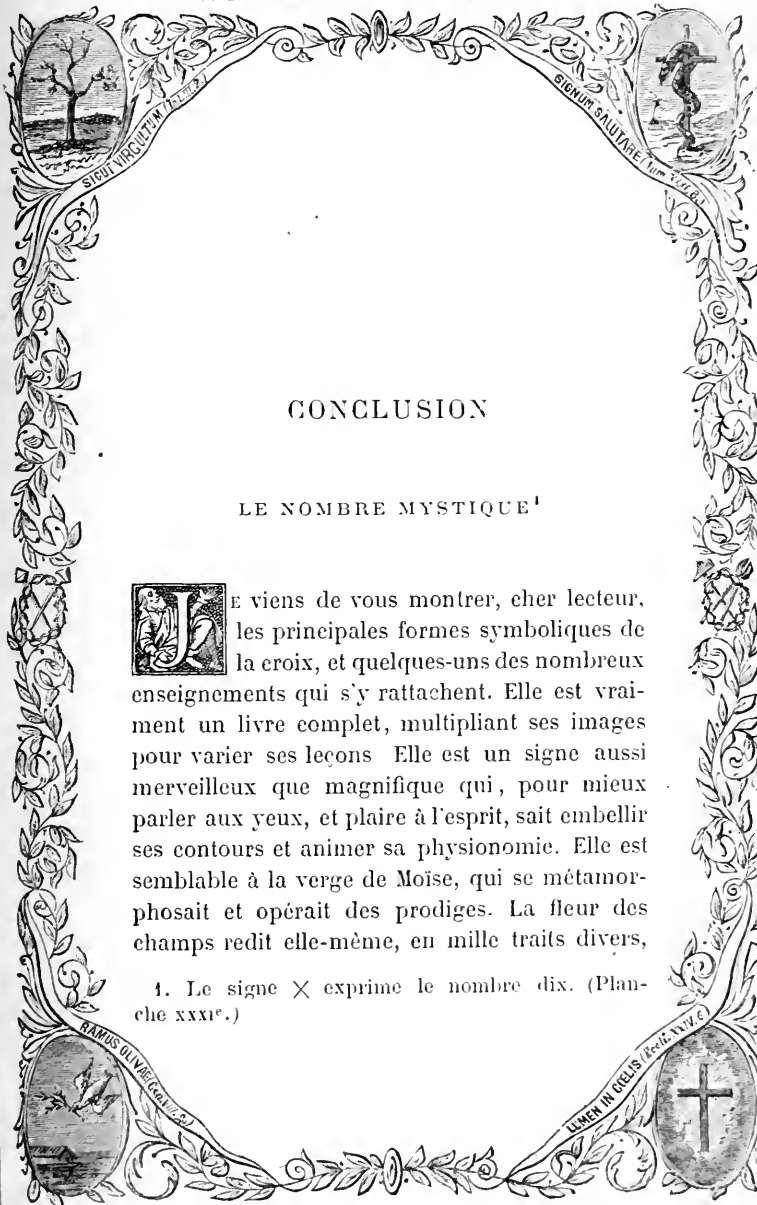 SICUT VIRGULTUM
SIGNUM SALUTARE
CONCLUSION
LE NOMBRE MYSTIQUE¹
JE viens de vous montrer, cher lecteur,
les principales formes symboliques de
la croix, et quelques-uns des nombreux
enseignements qui s'y rattachent. Elle est vrai-
ment un livre complet, multipliant ses images
pour varier ses leçons Elle est un signe aussi
merveilleux que magnifique qui, pour mieux
parler aux yeux, et plaire à l'esprit, sait embellir
ses contours et animer sa physionomie. Elle est
semblable à la verge de Moïse, qui se métamor-
phosait et opérait des prodiges. La fleur des
champs redit elle-même, en mille traits divers,
1. Le signe X exprime le nombre dix. (Plan-
che XXXIᵉ.)
RAMUS OLIVAE
LUMEN IN CŒLIS (Eccli. XXIV. 6)